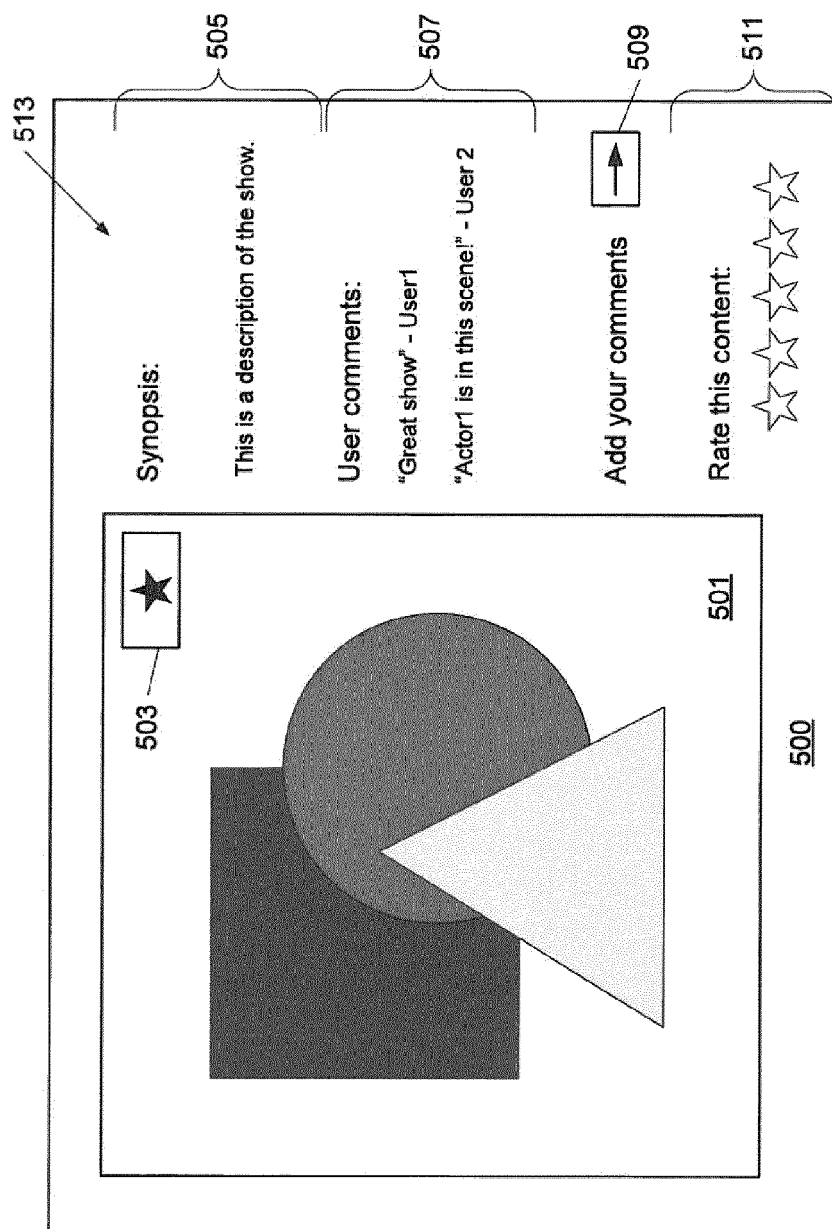 513
Synopsis:
505
This is a description of the show.
User comments:
507
“Great show” - User1
“Actor1 is in this scene!” - User 2
Add your comments
509
Rate this content:
511
503
501
500